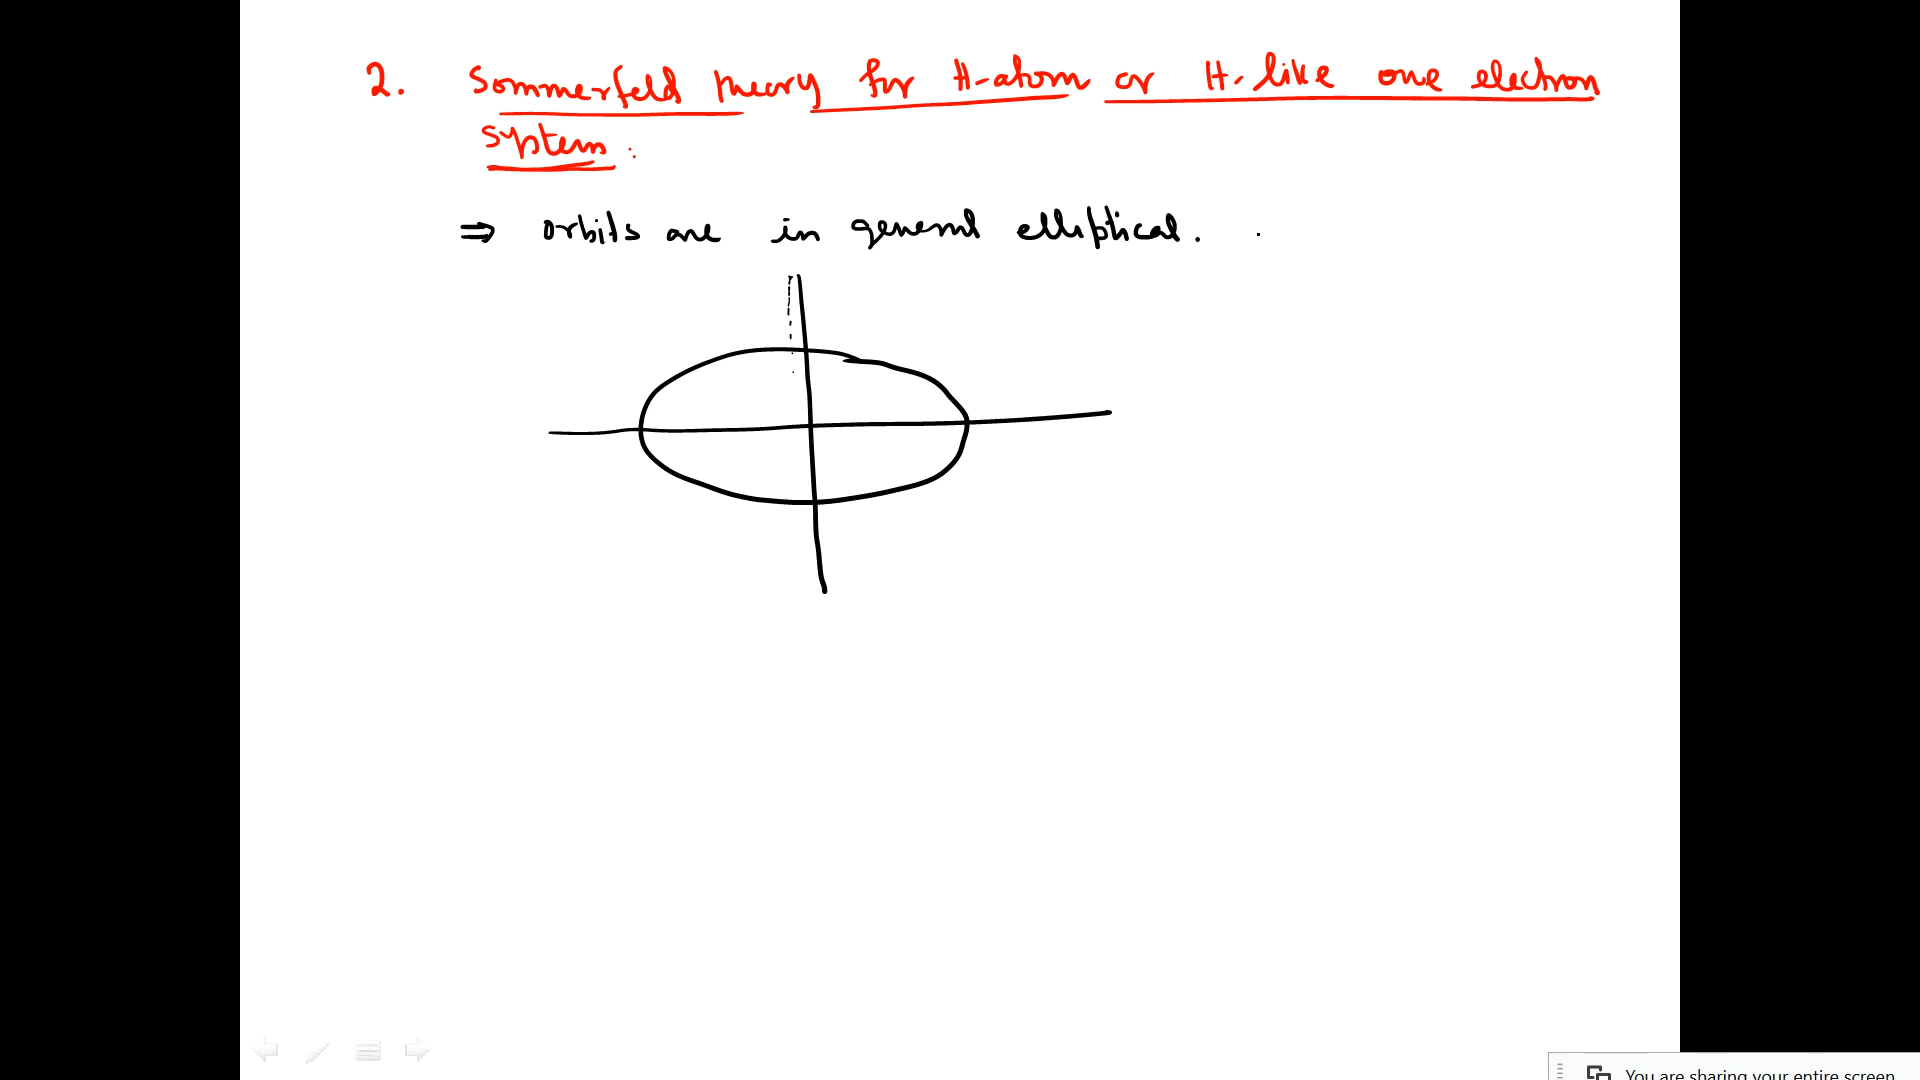 2. Sommerfeld theory for H-atom or H-like one electron
system:
⇒ orbits are in general elliptical.
You are sharing your entire screen